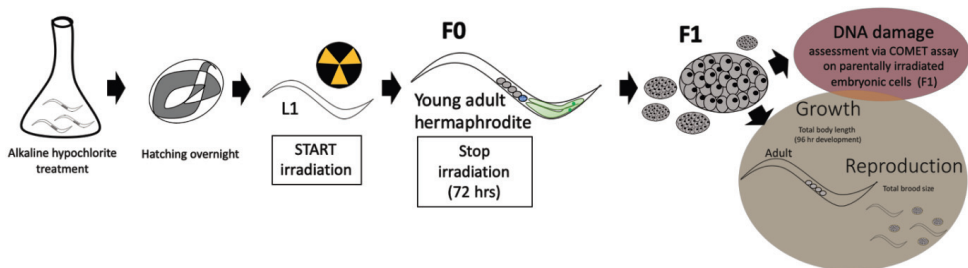 Alkaline hypochlorite
treatment
Hatching overnight
L1
START
irradiation
F0
Young adult
hermaphrodite
Stop
irradiation
(72 hrs)
F1
DNA damage
assessment via COMET assay
on parentally irradiated
embryonic cells (F1)
Growth
Total body length
(96 hr development)
Adult
Reproduction
Total brood size